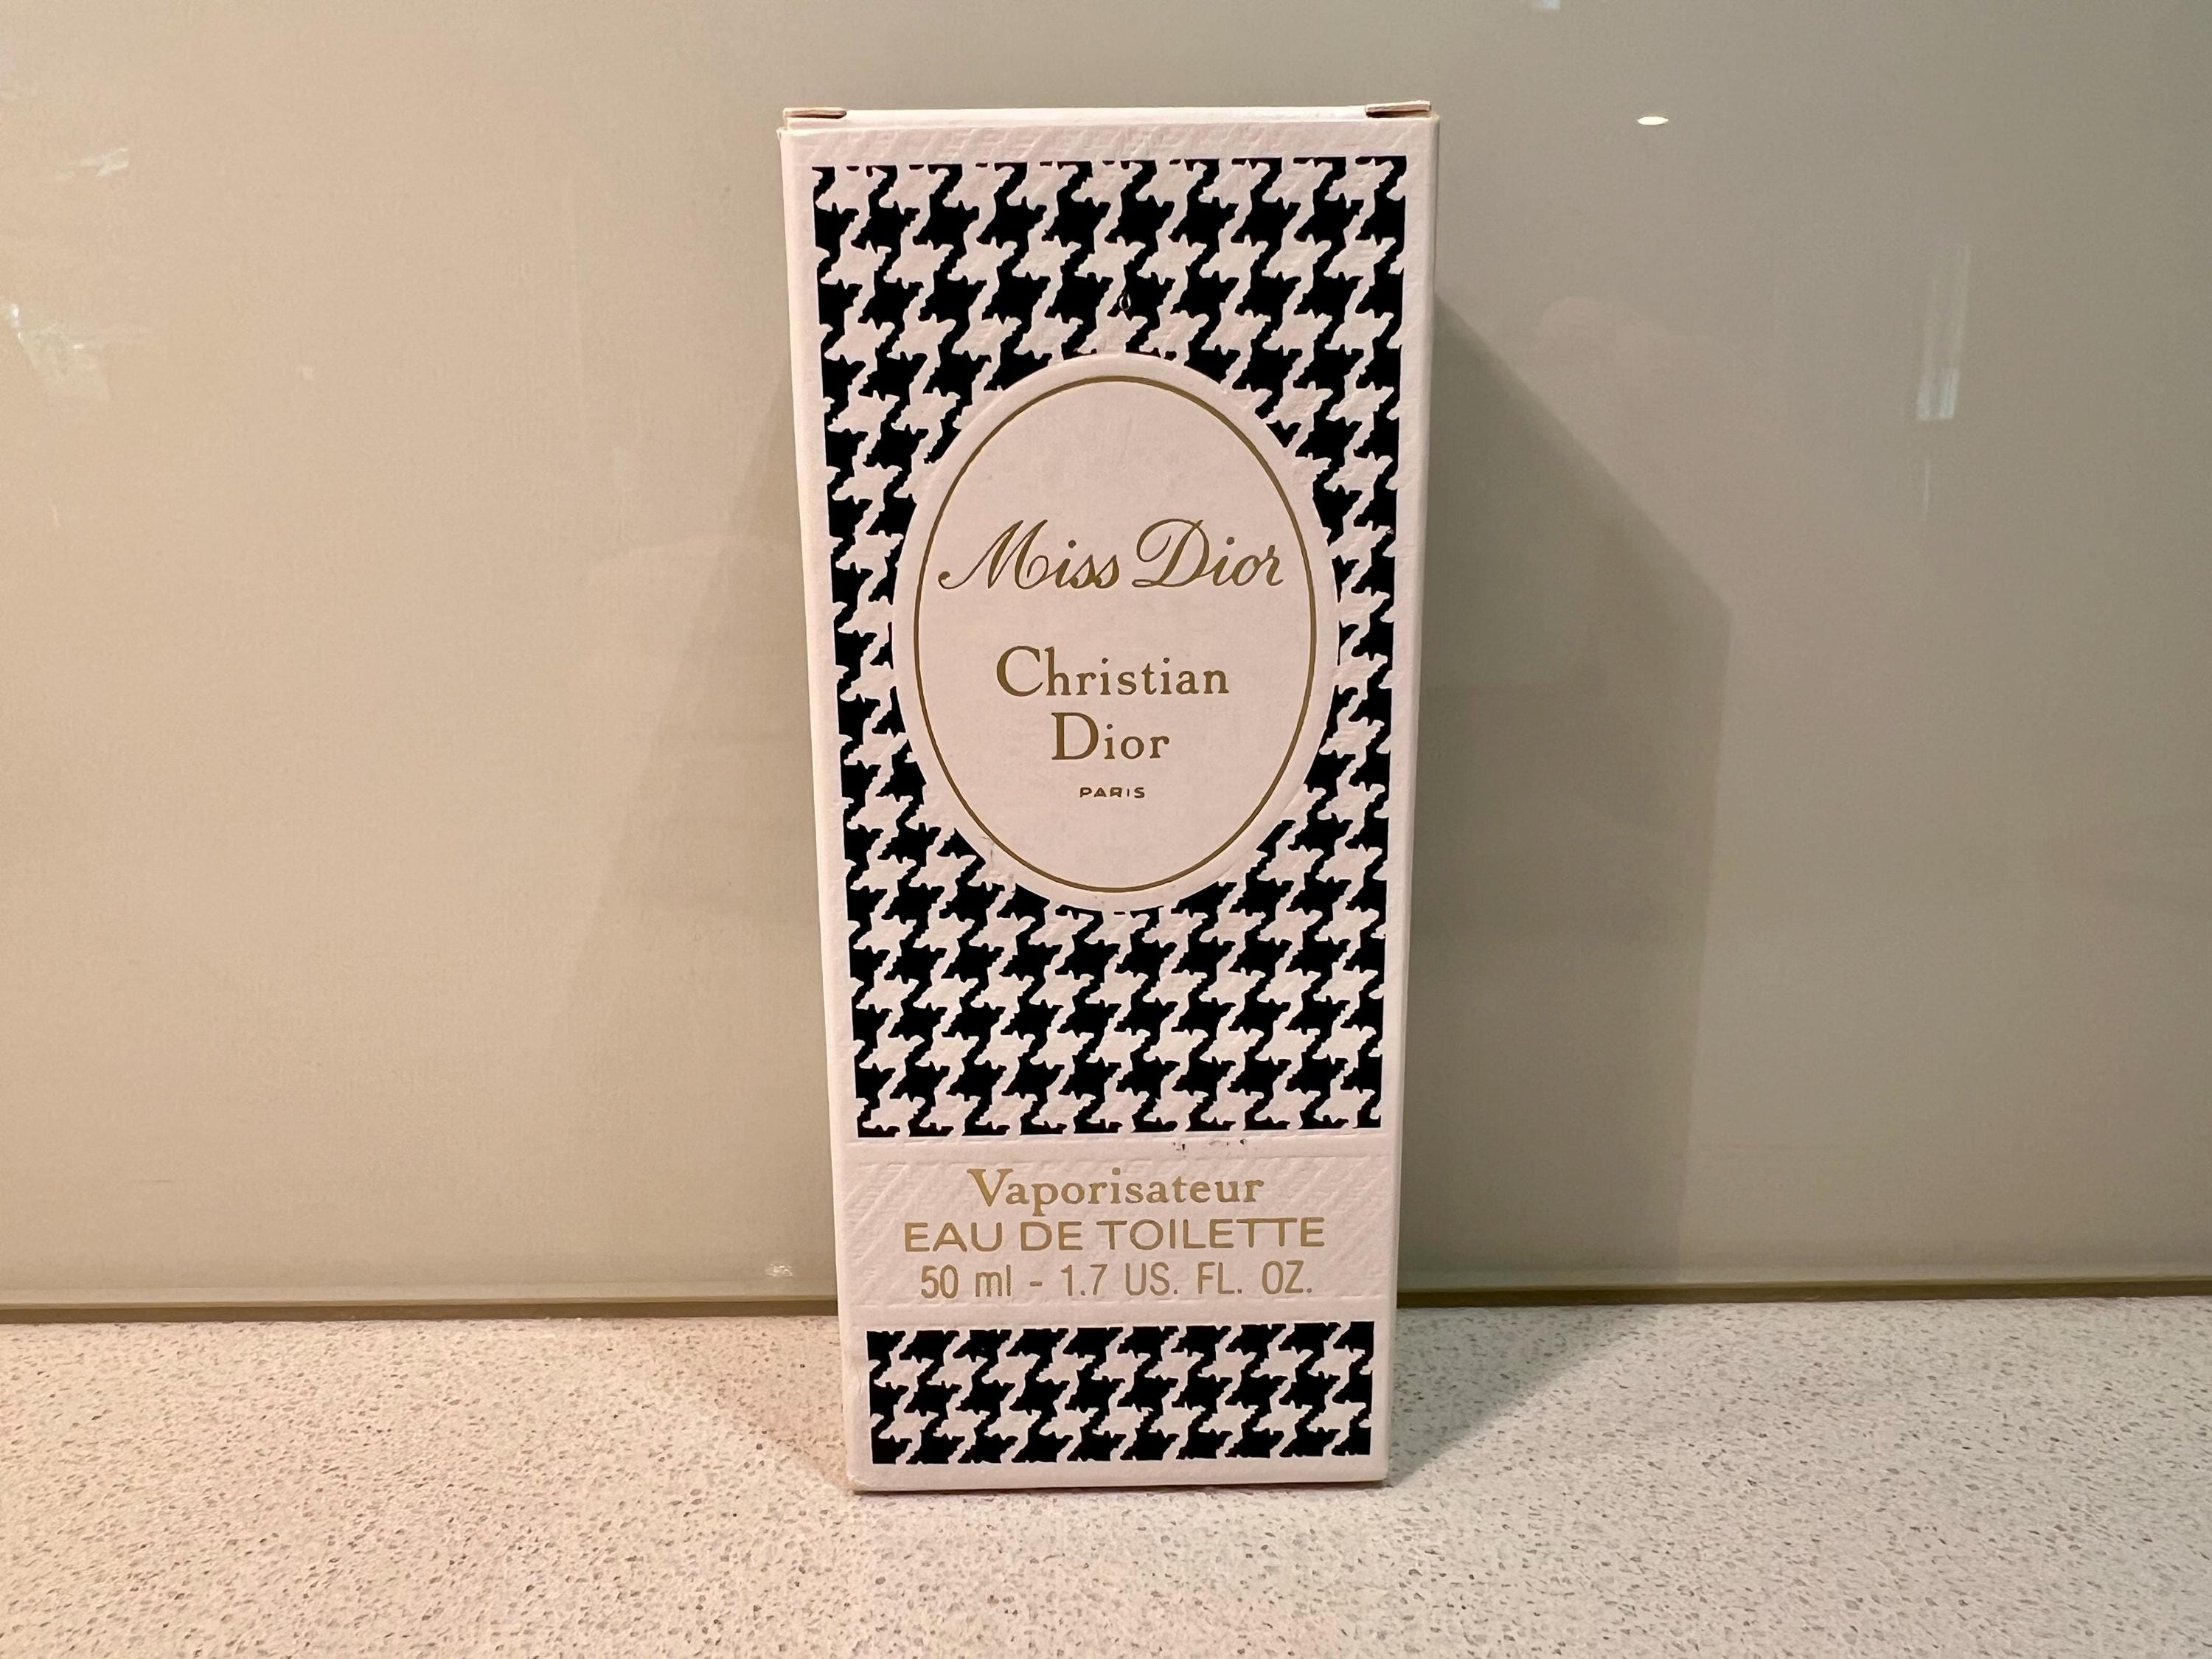 Miss Dior
Christian
Dior
PARIS
Vaporisateur
EAU DE TOILETTE
50 ml - 1.7 US. FL. OZ.